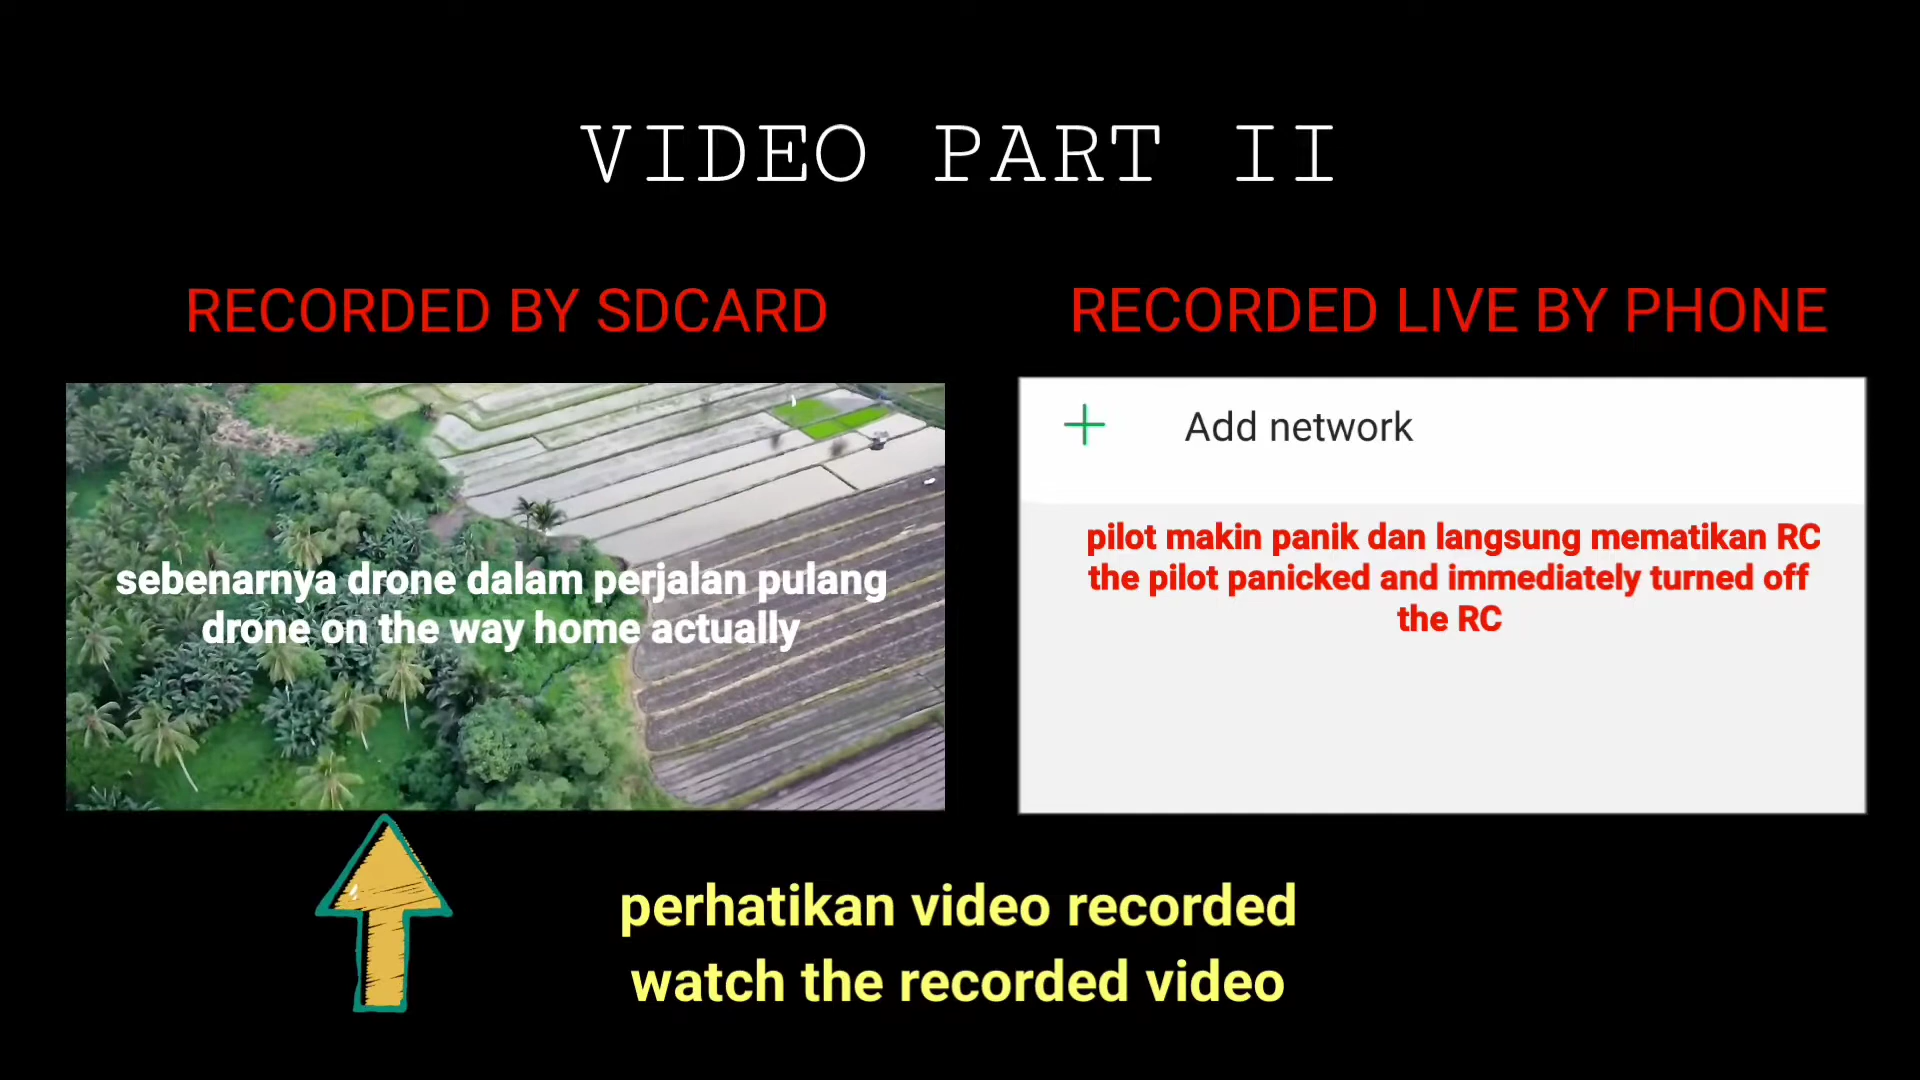 VIDEO PART II
RECORDED BY SDCARD
RECORDED LIVE BY PHONE
sebenarnya drone dalam perjalan pulang
drone on the way home actually
Add network
pilot makin panik dan langsung mematikan RC
the pilot panicked and immediately turned off
the RC
perhatikan video recorded
watch the recorded video